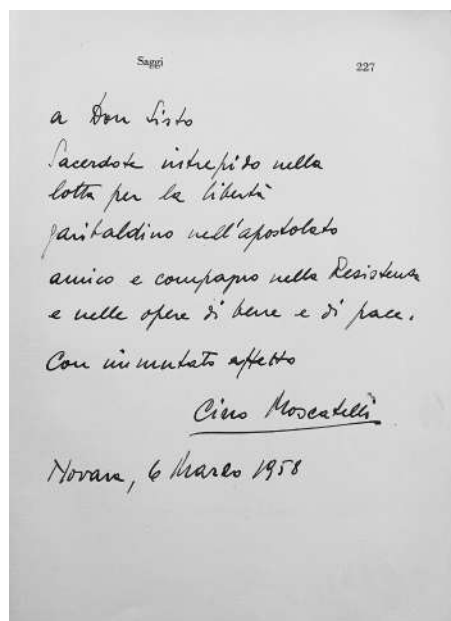 Saggi 227
a Don Sisto
Sacerdote intrepido nella
lotta per la libertà
garibaldino nell'apostolato
amico e compagno nella Resistenza
e nelle opere di bene e di pace.
Con immutato affetto
Cino Moscatelli
Novara, 6 Marzo 1958